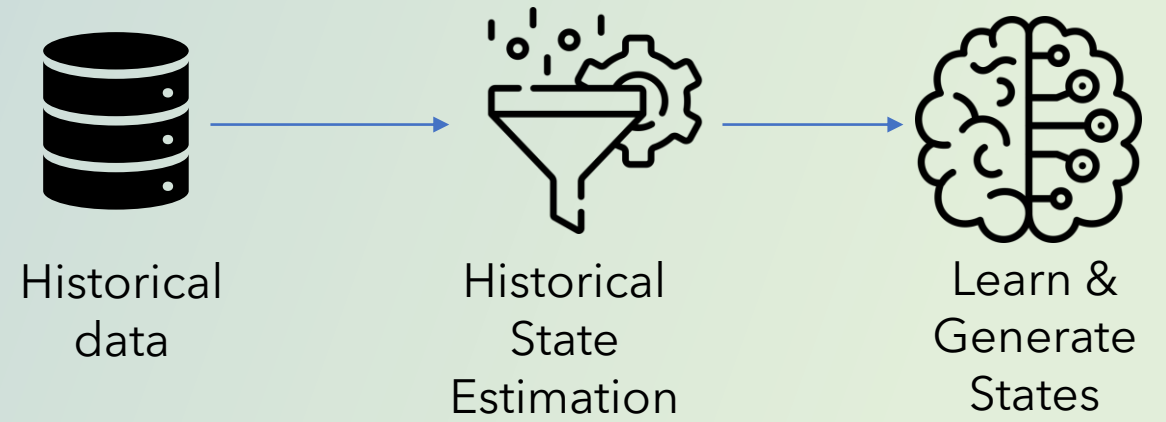 Historical
data
Historical
State
Estimation
Learn &
Generate
States